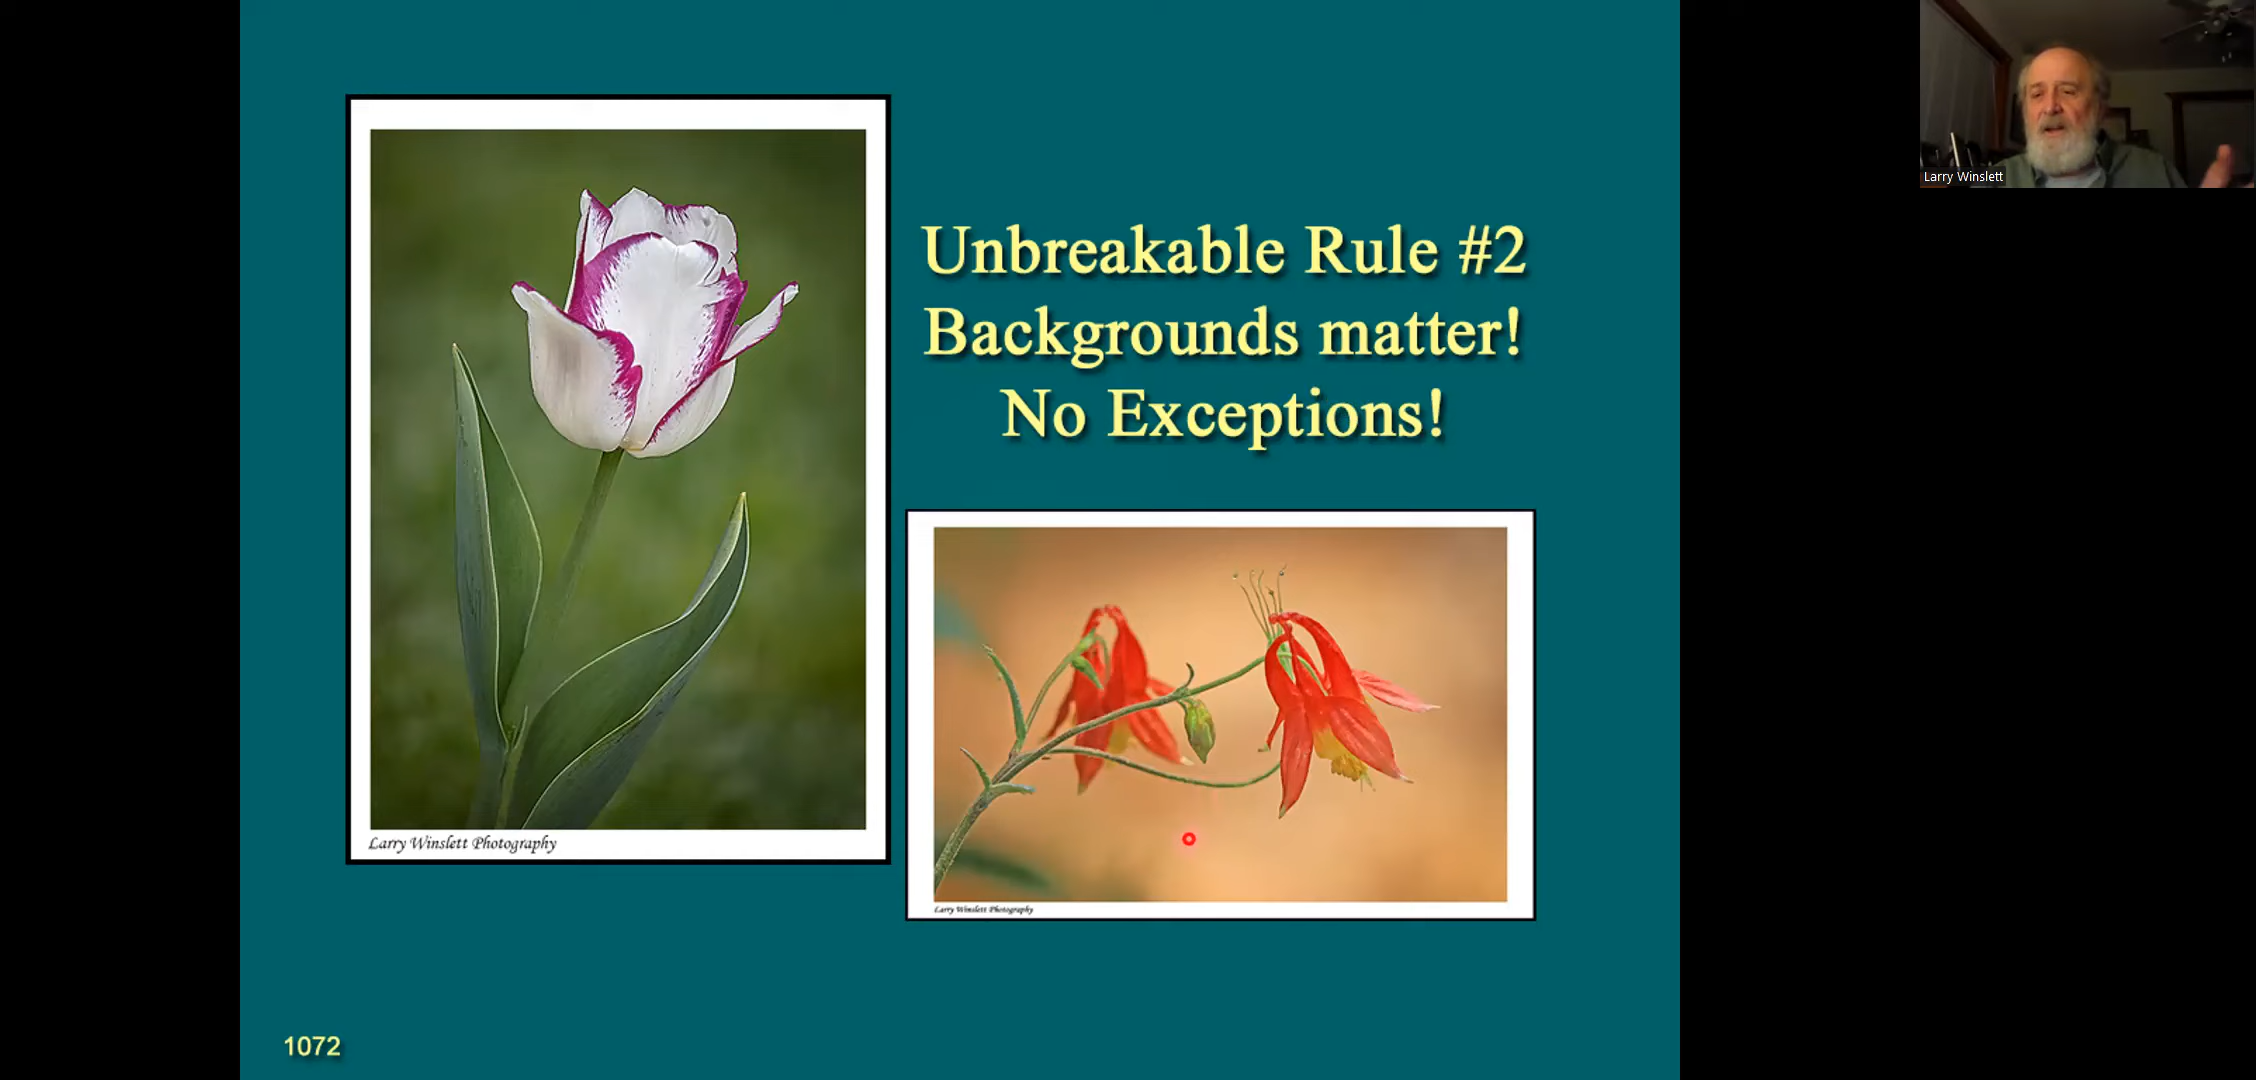 Larry Winslett
Unbreakable Rule #2
Backgrounds matter!
No Exceptions!
Larry Winslett Photography
Larry Winslett Photography
1072